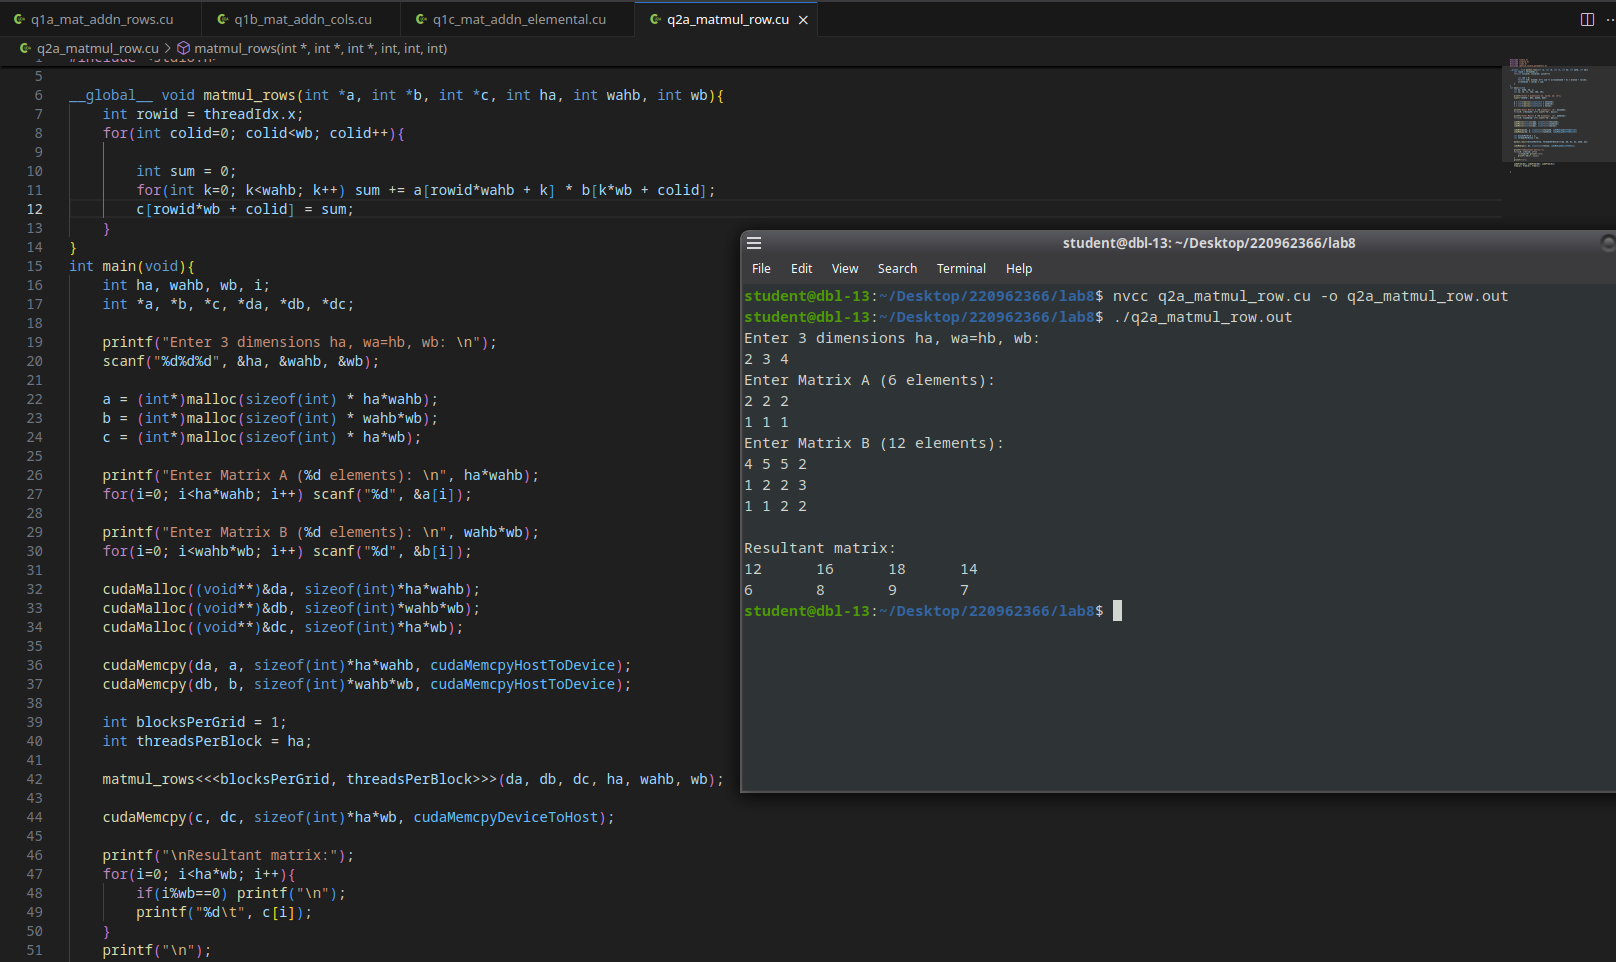 q1a_mat_addn_rows.cu
q1b_mat_addn_cols.cu
q1c_mat_addn_elemental.cu
q2a_matmul_row.cu
q2a_matmul_row.cu > matmul_rows(int *, int *, int *, int, int, int)
5
6 __global__ void matmul_rows(int *a, int *b, int *c, int ha, int wahb, int wb){
7 int rowid = threadIdx.x;
8 for(int colid=0; colid<wb; colid++){
9
10 int sum = 0;
11 for(int k=0; k<wahb; k++) sum += a[rowid*wahb + k] * b[k*wb + colid];
12 c[rowid*wb + colid] = sum;
13 }
14 }
15 int main(void){
16 int ha, wahb, wb, i;
17 int *a, *b, *c, *da, *db, *dc;
18
19 printf("Enter 3 dimensions ha, wa=hb, wb: \n");
20 scanf("%d%d%d", &ha, &wahb, &wb);
21
22 a = (int*)malloc(sizeof(int) * ha*wahb);
23 b = (int*)malloc(sizeof(int) * wahb*wb);
24 c = (int*)malloc(sizeof(int) * ha*wb);
25
26 printf("Enter Matrix A (%d elements): \n", ha*wahb);
27 for(i=0; i<ha*wahb; i++) scanf("%d", &a[i]);
28
29 printf("Enter Matrix B (%d elements): \n", wahb*wb);
30 for(i=0; i<wahb*wb; i++) scanf("%d", &b[i]);
31
32 cudaMalloc((void**)&da, sizeof(int)*ha*wahb);
33 cudaMalloc((void**)&db, sizeof(int)*wahb*wb);
34 cudaMalloc((void**)&dc, sizeof(int)*ha*wb);
35
36 cudaMemcpy(da, a, sizeof(int)*ha*wahb, cudaMemcpyHostToDevice);
37 cudaMemcpy(db, b, sizeof(int)*wahb*wb, cudaMemcpyHostToDevice);
38
39 int blocksPerGrid = 1;
40 int threadsPerBlock = ha;
41
42 matmul_rows<<<blocksPerGrid, threadsPerBlock>>>(da, db, dc, ha, wahb, wb);
43
44 cudaMemcpy(c, dc, sizeof(int)*ha*wb, cudaMemcpyDeviceToHost);
45
46 printf("\nResultant matrix:");
47 for(i=0; i<ha*wb; i++){
48 if(i%wb==0) printf("\n");
49 printf("%d\t", c[i]);
50 }
51 printf("\n");
student@dbl-13: ~/Desktop/220962366/lab8
File Edit View Search Terminal Help
student@dbl-13:~/Desktop/220962366/lab8$ nvcc q2a_matmul_row.cu -o q2a_matmul_row.out
student@dbl-13:~/Desktop/220962366/lab8$ ./q2a_matmul_row.out
Enter 3 dimensions ha, wa=hb, wb:
2 3 4
Enter Matrix A (6 elements):
2 2 2
1 1 1
Enter Matrix B (12 elements):
4 5 5 2
1 2 2 3
1 1 2 2
Resultant matrix:
12 16 18 14
6 8 9 7
student@dbl-13:~/Desktop/220962366/lab8$